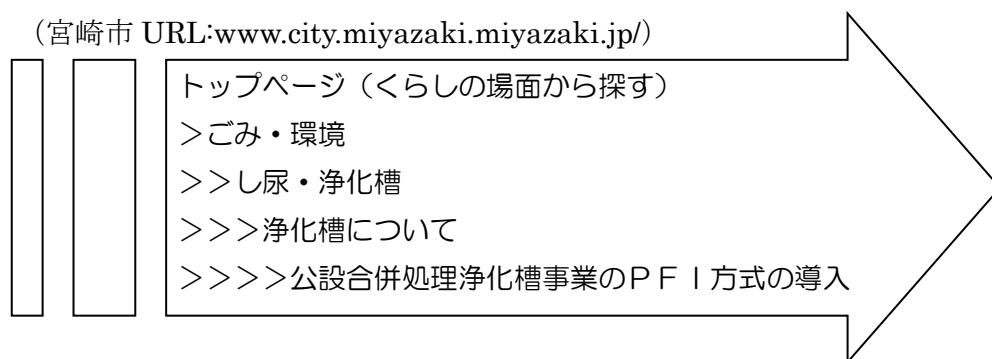 （宮崎市 URL:www.city.miyazaki.miyazaki.jp/）
トップページ（くらしの場面から探す）
＞ごみ・環境
＞＞し尿・浄化槽
＞＞＞浄化槽について
＞＞＞＞公設合併処理浄化槽事業のＰＦＩ方式の導入